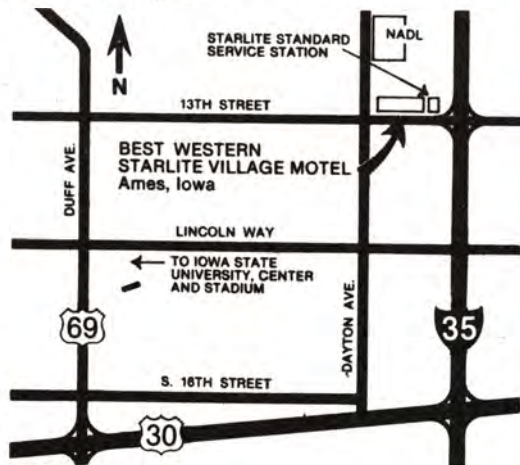 STARLITE STANDARD
SERVICE STATION
NADL
N
13TH STREET
BEST WESTERN
STARLITE VILLAGE MOTEL
Ames, Iowa
DUFF AVE.
LINCOLN WAY
TO IOWA STATE
UNIVERSITY, CENTER
AND STADIUM
69
DAYTON AVE.
35
S. 16TH STREET
30